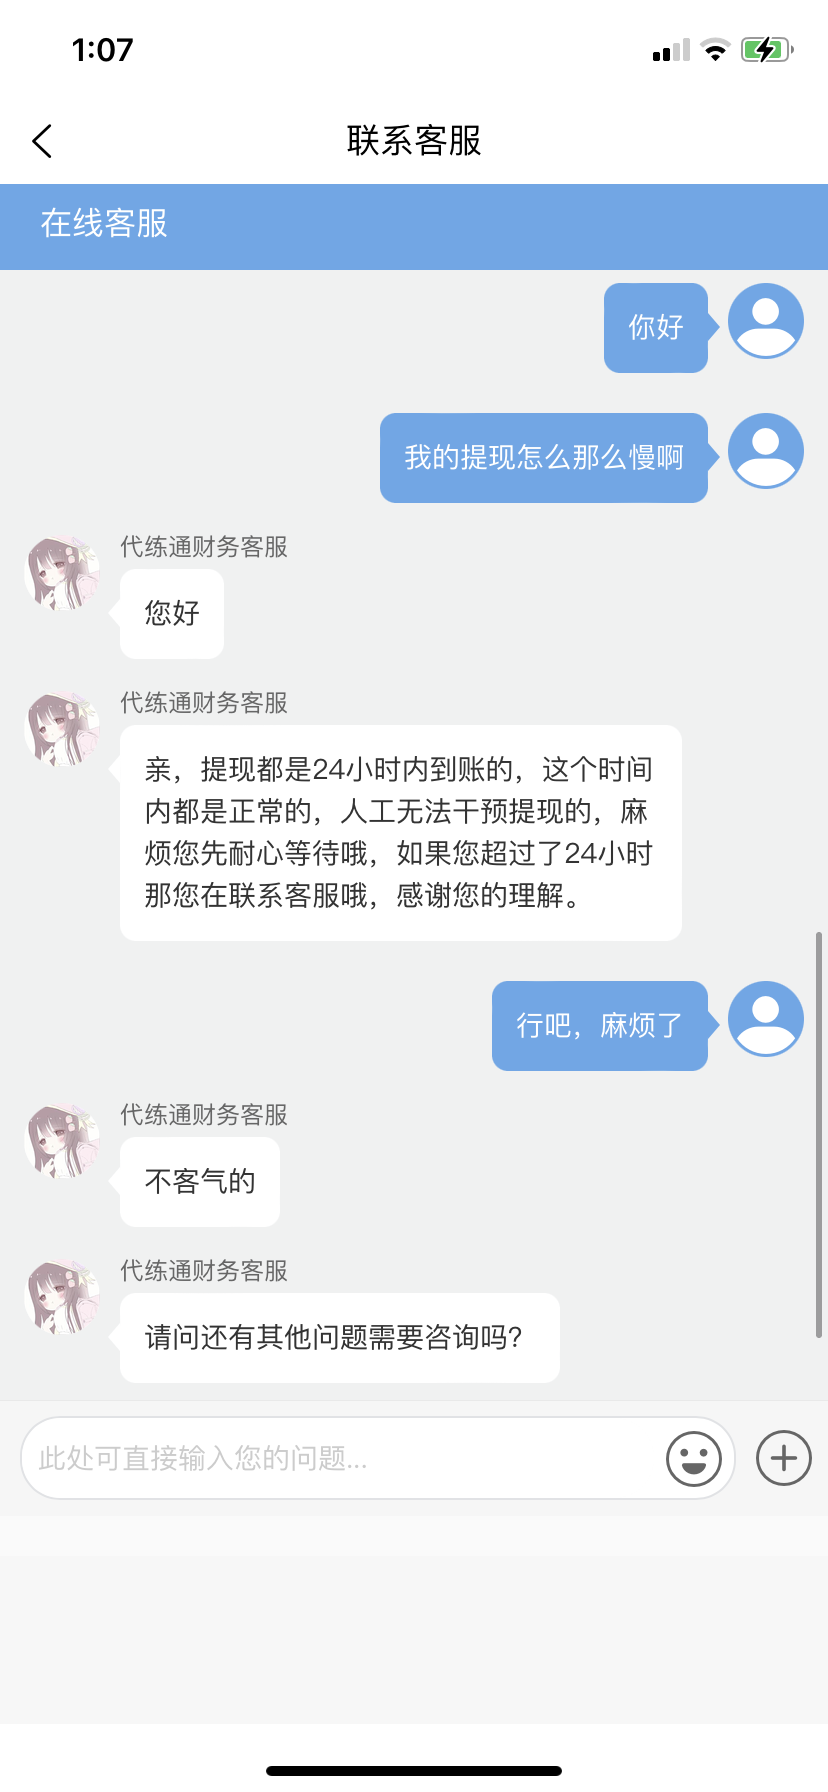 1:07
联系客服
在线客服
你好
我的提现怎么那么慢啊
代练通财务客服
您好
代练通财务客服
亲，提现都是24小时内到账的，这个时间
内都是正常的，人工无法干预提现的，麻
烦您先耐心等待哦，如果您超过了24小时
那您在联系客服哦，感谢您的理解。
行吧，麻烦了
代练通财务客服
不客气的
代练通财务客服
请问还有其他问题需要咨询吗?
此处可直接输入您的问题...